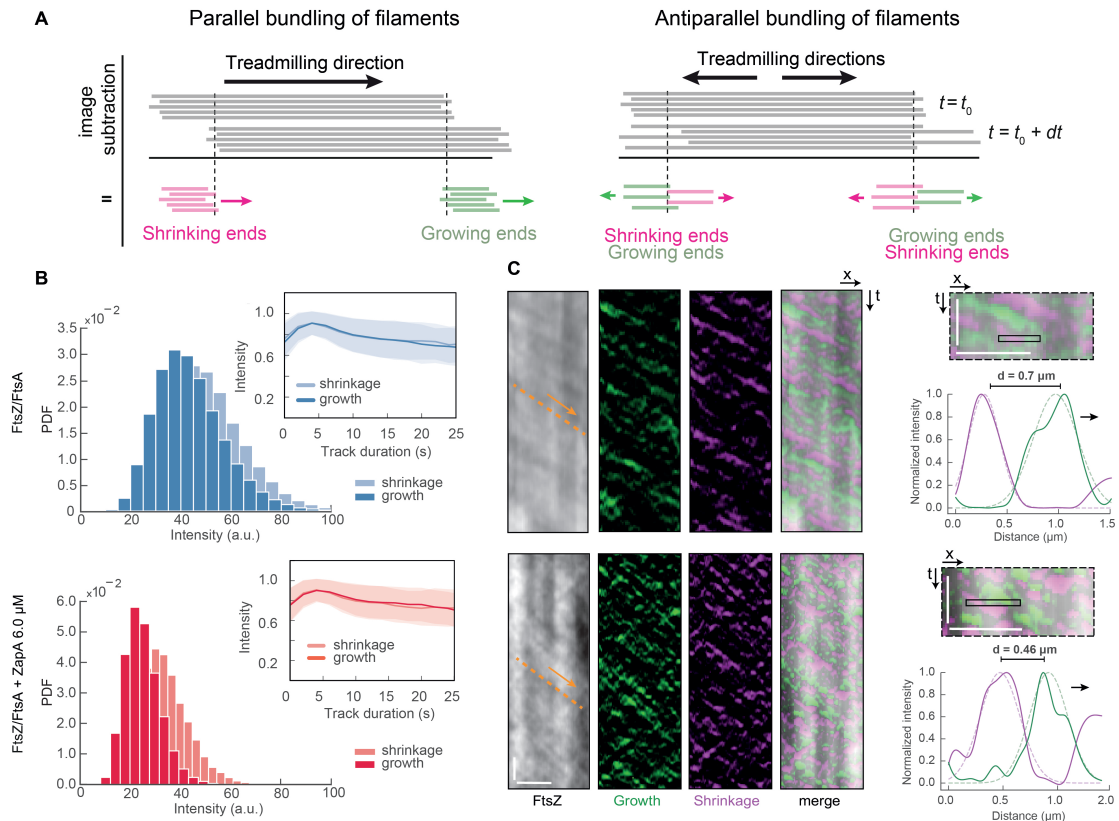 A
Parallel bundling of filaments
Antiparallel bundling of filaments
Treadmilling direction
Treadmilling directions
image
subtraction
t = t0
t = t0 + dt
=
Shrinking ends
Growing ends
Shrinking ends
Growing ends
Growing ends
Shrinking ends
B
FtsZ/FtsA
×10⁻²
3.5
3.0
2.5
2.0
1.5
1.0
0.5
0
PDF
0
20
40
60
80
100
Intensity (a.u.)
shrinkage
growth
1.0
0.6
0.2
Intensity
shrinkage
growth
0
5
10
15
20
25
Track duration (s)
FtsZ/FtsA + ZapA 6.0 µM
×10⁻²
6.0
5.0
4.0
3.0
2.0
1.0
0.0
PDF
0
20
40
60
80
100
Intensity (a.u.)
shrinkage
growth
1.0
0.6
0.2
Intensity
shrinkage
growth
0
5
10
15
20
25
Track duration (s)
C
x
t
FtsZ
Growth
Shrinkage
merge
x
t
d = 0.7 µm
1.0
0.8
0.6
0.4
0.2
0.0
Normalized intensity
0.0
0.5
1.0
1.5
Distance (µm)
x
t
d = 0.46 µm
1.0
0.8
0.6
0.4
0.2
0.0
Normalized intensity
0.0
0.5
1.0
2.0
Distance (µm)